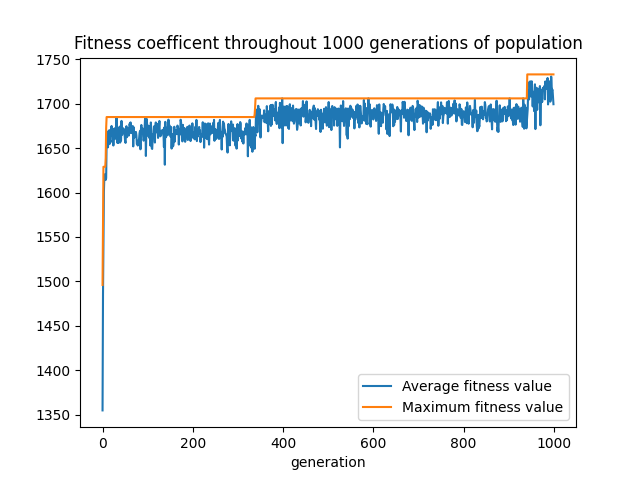 Fitness coefficent throughout 1000 generations of population
1750
1700
1650
1600
1550
1500
1450
1400
1350
0 200 400 600 800 1000
generation
Average fitness value
Maximum fitness value